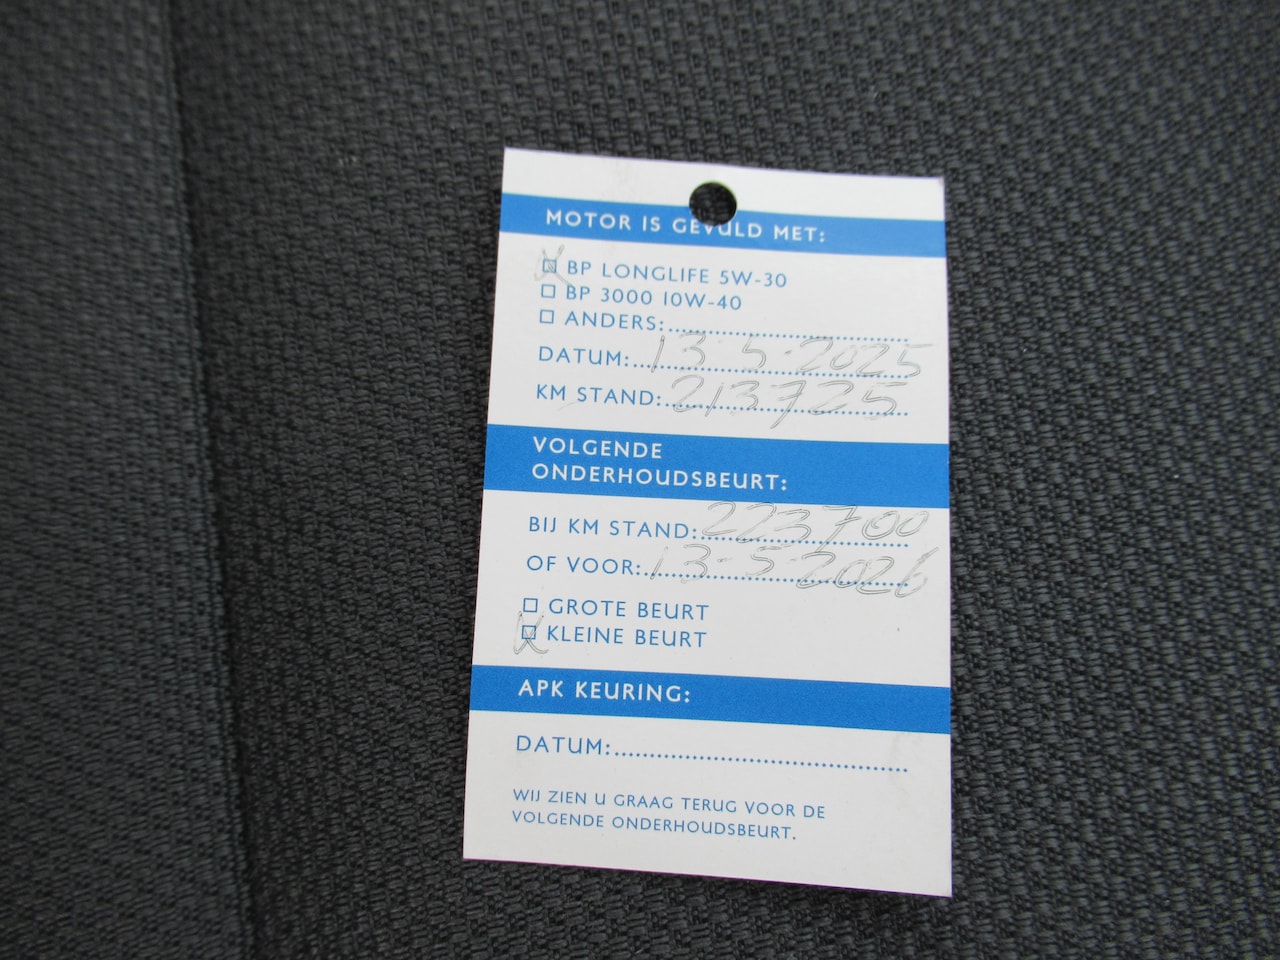 MOTOR IS GEVULD MET:
☒ BP LONGLIFE 5W-30
☐ BP 3000 10W-40
☐ ANDERS:
DATUM: 13-5-2025
KM STAND: 213725
VOLGENDE
ONDERHOUDSBEURT:
BIJ KM STAND: 223700
OF VOOR: 13-5-2026
☐ GROTE BEURT
☒ KLEINE BEURT
APK KEURING:
DATUM:
WIJ ZIEN U GRAAG TERUG VOOR DE
VOLGENDE ONDERHOUDSBEURT.